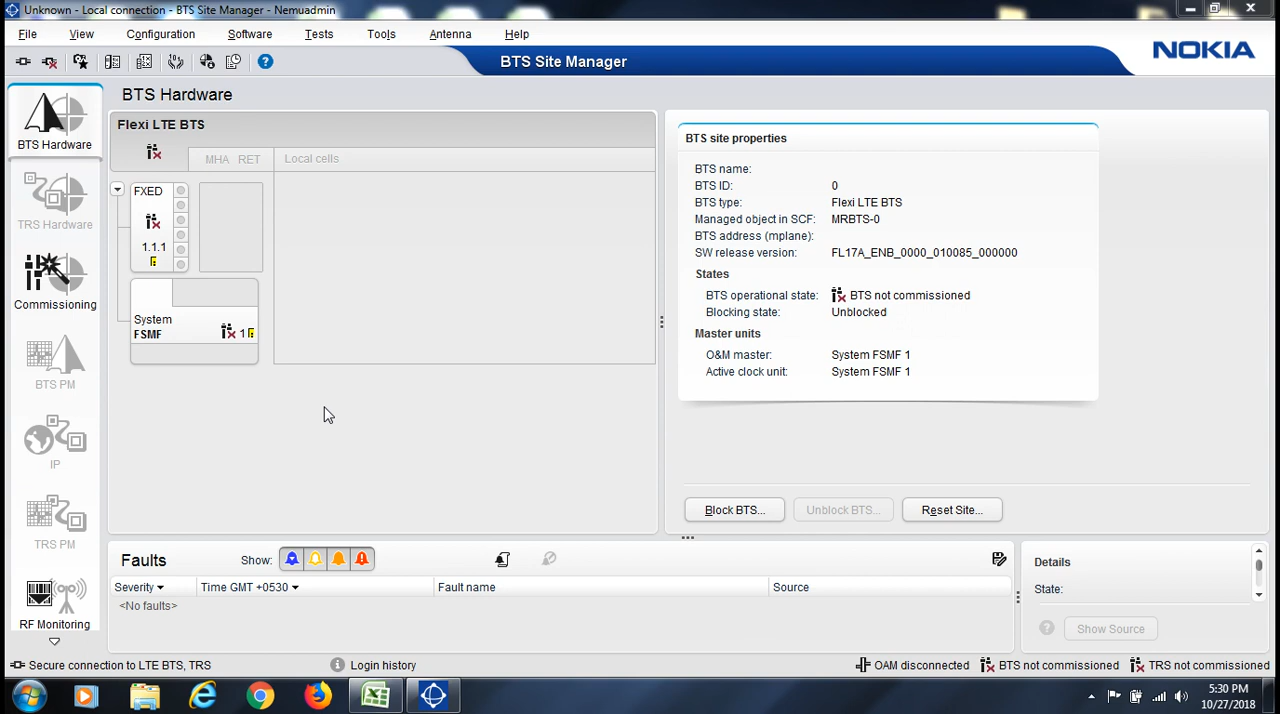 Unknown - Local connection - BTS Site Manager - Nemuadmin
File View Configuration Software Tests Tools Antenna Help
BTS Site Manager
NOKIA
BTS Hardware
TRS Hardware
Commissioning
BTS PM
IP
TRS PM
RF Monitoring
BTS Hardware
Flexi LTE BTS
MHA RET Local cells
FXED
1.1.1
System
FSMF
1
BTS site properties
BTS name:
BTS ID: 0
BTS type: Flexi LTE BTS
Managed object in SCF: MRBTS-0
BTS address (mplane):
SW release version: FL17A_ENB_0000_010085_000000
States
BTS operational state: BTS not commissioned
Blocking state: Unblocked
Master units
O&M master: System FSMF 1
Active clock unit: System FSMF 1
Block BTS... Unblock BTS... Reset Site...
Faults Show:
Severity Time GMT +0530 Fault name Source
<No faults>
Details
State:
Show Source
Secure connection to LTE BTS, TRS Login history OAM disconnected BTS not commissioned TRS not commissioned
5:30 PM
10/27/2018